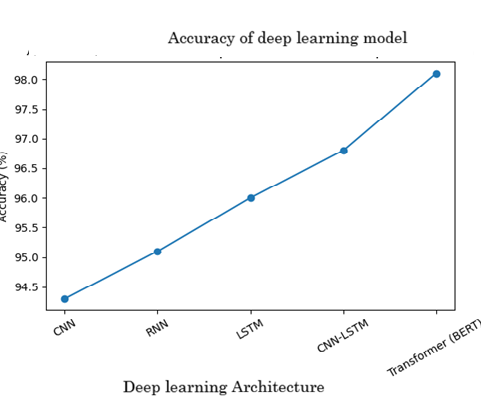 Accuracy of deep learning model
98.0
97.5
97.0
96.5
96.0
95.5
95.0
94.5
Accuracy (%)
CNN
RNN
LSTM
CNN-LSTM
Transformer (BERT)
Deep learning Architecture